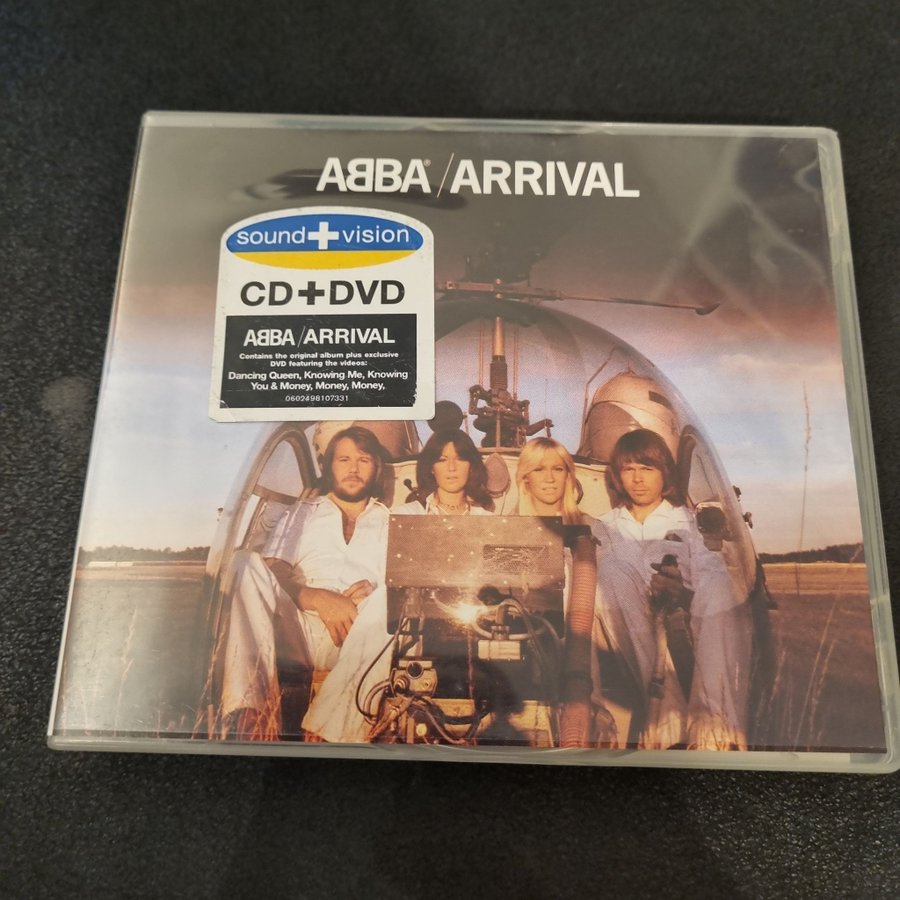 ABBA® / ARRIVAL
sound+vision
CD+DVD
ABBA / ARRIVAL
Contains the original album plus exclusive
DVD featuring the videos:
Dancing Queen, Knowing Me, Knowing
You & Money, Money, Money,
0602498107331